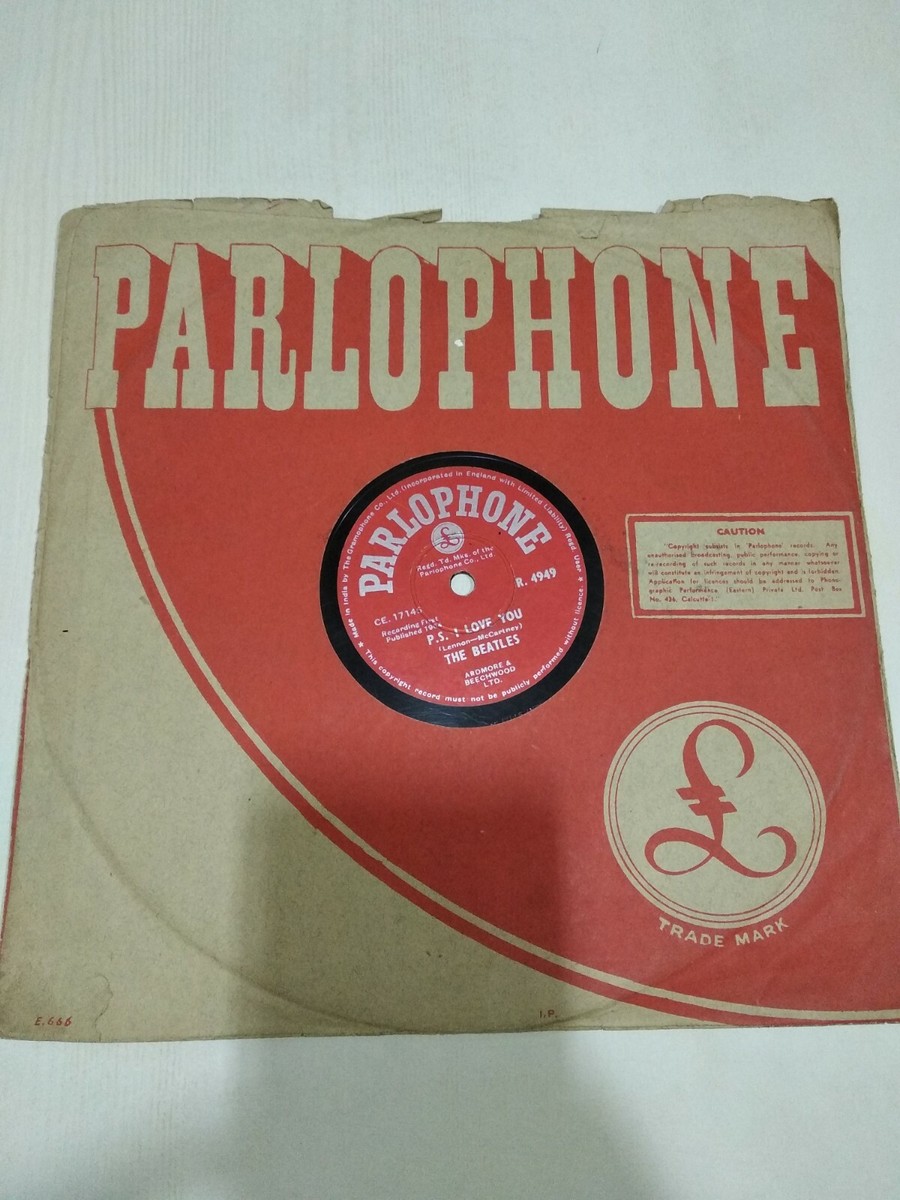 PARLOPHONE
CAUTION
"Copyright subsists in Parlophone records. Any
unauthorised broadcasting, public performance, copying or
re-recording of such records in any manner whatsoever
will constitute an infringement of copyright and is forbidden.
Application for licences should be addressed to Phono-
graphic Performance (Eastern) Private Ltd. Post Box
No. 436, Calcutta
★ Made in India by The Gramophone Co., Ltd. (Incorporated in England with Limited Liability) Regd. User ★
PARLOPHONE
£
Regd. Td. Mks. of the
Parlophone Co., Ltd.
R. 4949
Recording First
Published
P.S. I LOVE YOU
(Lennon—McCartney)
THE BEATLES
ARDMORE &
BEECHWOOD
LTD.
This copyright record must not be publicly performed without licence.
£
TRADE MARK
E.666
I.P.